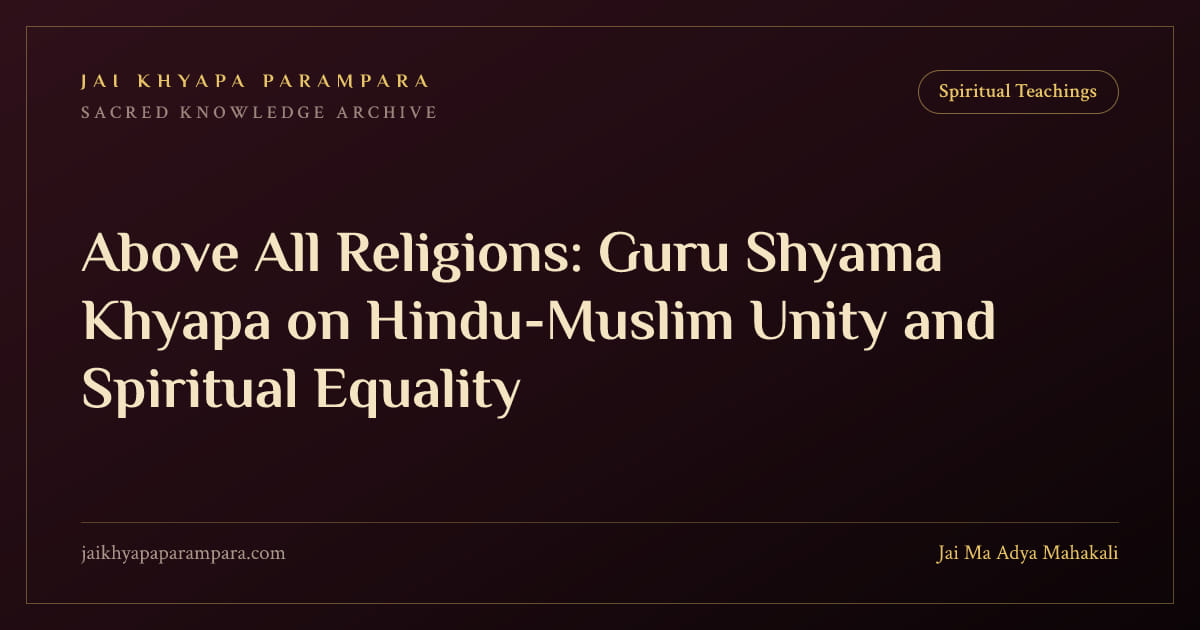 JAI KHYAPA PARAMPARA
SACRED KNOWLEDGE ARCHIVE
Spiritual Teachings
Above All Religions: Guru Shyama
Khyapa on Hindu-Muslim Unity and
Spiritual Equality
jaikhyapaparampara.com
Jai Ma Adya Mahakali